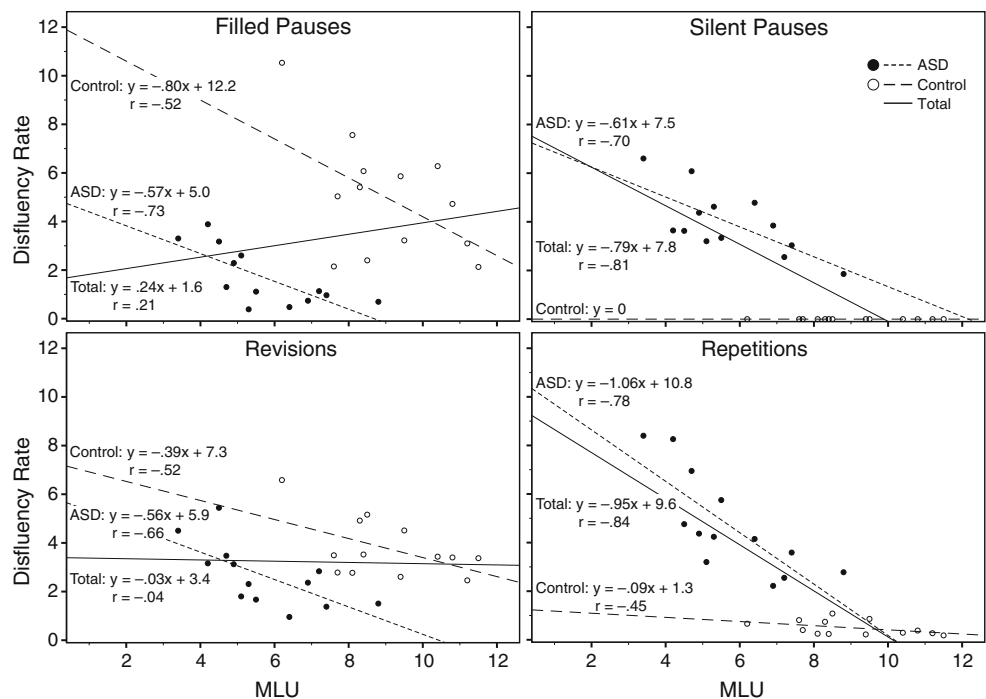 Filled Pauses
12
10
8
6
4
2
0
Disfluency Rate
Control: y = –.80x + 12.2
r = –.52
ASD: y = –.57x + 5.0
r = –.73
Total: y = .24x + 1.6
r = .21
Silent Pauses
ASD
Control
Total
ASD: y = –.61x + 7.5
r = –.70
Total: y = –.79x + 7.8
r = –.81
Control: y = 0
Revisions
12
10
8
6
4
2
0
Disfluency Rate
Control: y = –.39x + 7.3
r = –.52
ASD: y = –.56x + 5.9
r = –.66
Total: y = –.03x + 3.4
r = –.04
2 4 6 8 10 12
MLU
Repetitions
ASD: y = –1.06x + 10.8
r = –.78
Total: y = –.95x + 9.6
r = –.84
Control: y = –.09x + 1.3
r = –.45
2 4 6 8 10 12
MLU